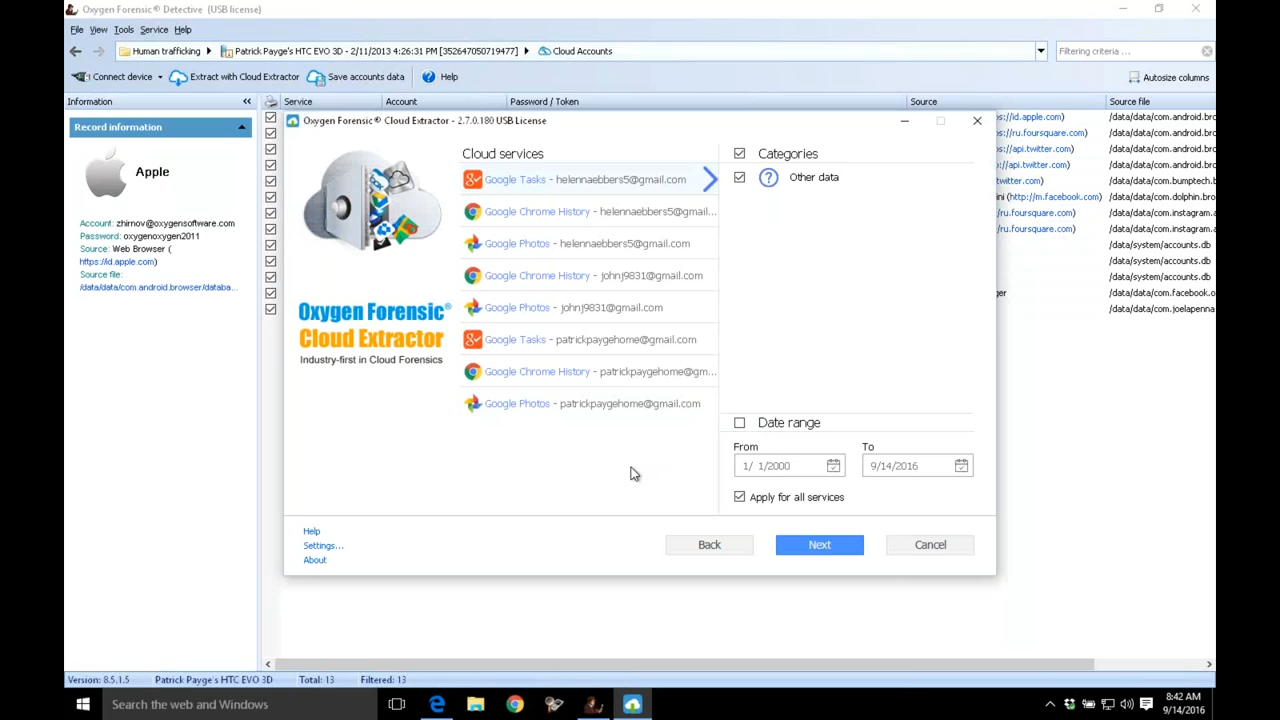 Oxygen Forensic® Detective (USB license)
File View Tools Service Help
Human trafficking Patrick Payge's HTC EVO 3D - 2/11/2013 4:26:31 PM [352647050719477] Cloud Accounts Filtering criteria ...
Connect device Extract with Cloud Extractor Save accounts data Help Autosize columns
Information Service Account Password / Token Source Source file
Record information
Apple
Account: zhirnov@oxygensoftware.com
Password: oxygenoxygen2011
Source: Web Browser (
https://id.apple.com)
Source file:
/data/data/com.android.browser/databa...
Oxygen Forensic® Cloud Extractor - 2.7.0.180 USB License
Oxygen Forensic®
Cloud Extractor
Industry-first in Cloud Forensics
Cloud services
Google Tasks - helennaebbers5@gmail.com
Google Chrome History - helennaebbers5@gmail...
Google Photos - helennaebbers5@gmail.com
Google Chrome History - johnj9831@gmail.com
Google Photos - johnj9831@gmail.com
Google Tasks - patrickpaygehome@gmail.com
Google Chrome History - patrickpaygehome@gm...
Google Photos - patrickpaygehome@gmail.com
Categories
Other data
Date range
From To
1/ 1/2000 9/14/2016
Apply for all services
Help
Settings...
About
Back Next Cancel
ps://id.apple.com) /data/data/com.android.bro
s://ru.foursquare.com) /data/data/com.android.bro
s://api.twitter.com) /data/data/com.android.bro
://api.twitter.com) /data/data/com.android.bro
twitter.com) /data/data/com.bumptech.
ini (http://m.facebook.com) /data/data/com.dolphin.bro
/ru.foursquare.com) /data/data/com.instagram.a
/ru.foursquare.com) /data/data/com.instagram.a
/data/system/accounts.db
/data/system/accounts.db
/data/system/accounts.db
ger /data/data/com.facebook.o
/data/data/com.joelapenna
Version: 8.5.1.5 Patrick Payge's HTC EVO 3D Total: 13 Filtered: 13
Search the web and Windows
8:42 AM
9/14/2016